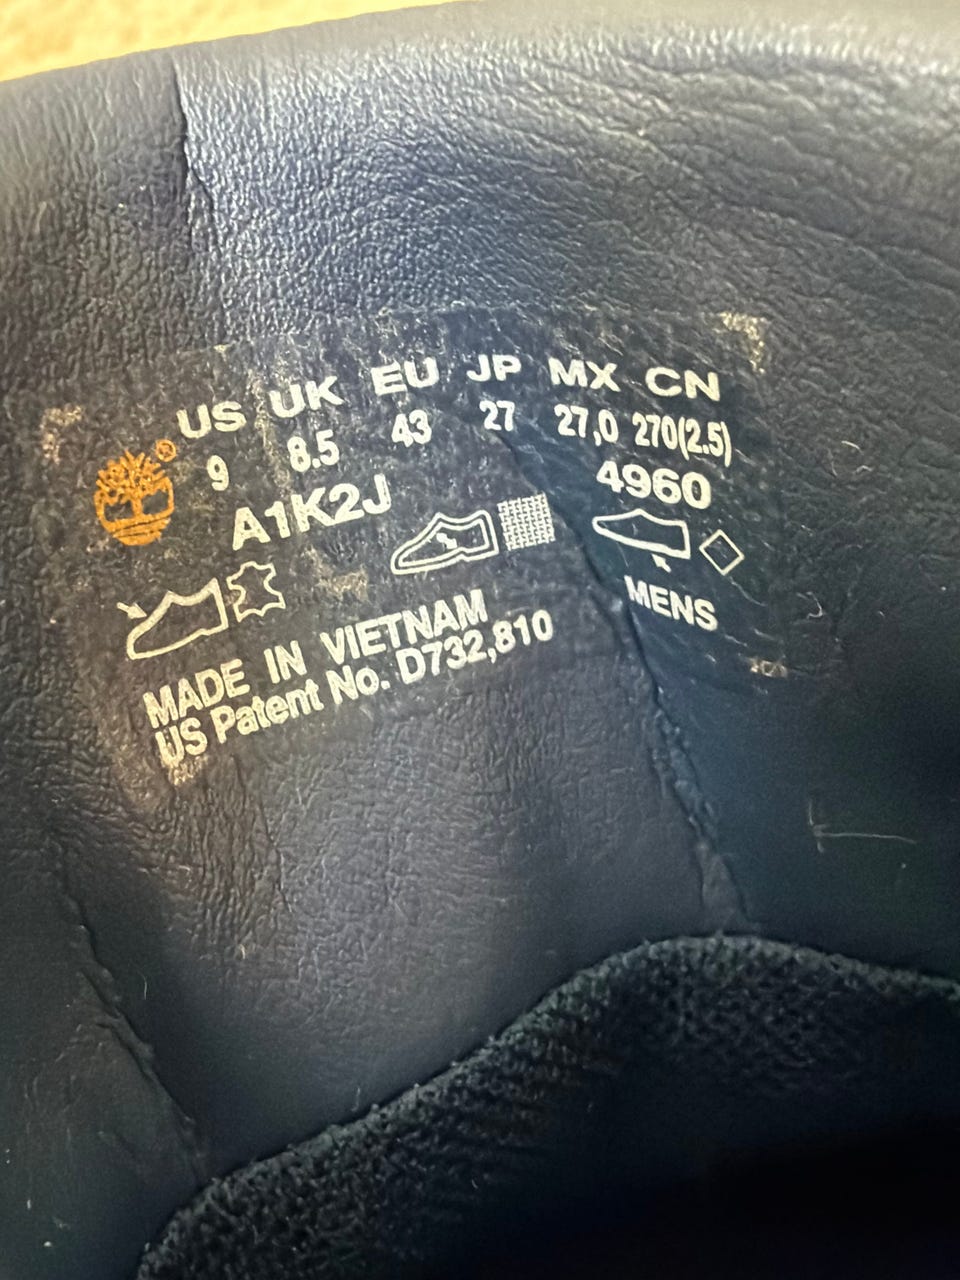 US UK EU JP MX CN
9 8.5 43 27 27,0 270(2.5)
A1K2J 4960
MENS
MADE IN VIETNAM
US Patent No. D732,810